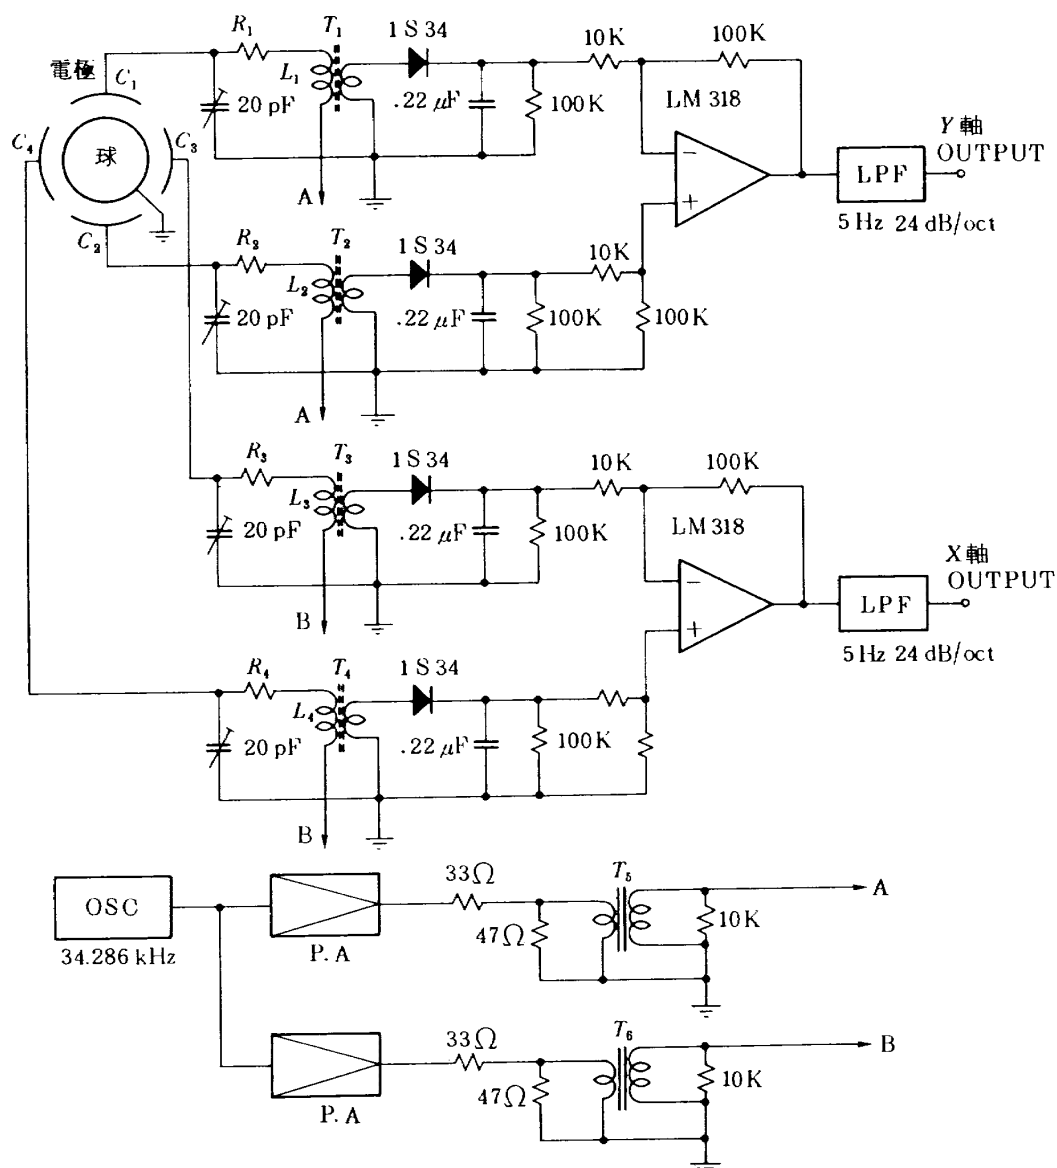 R₁
T₁
1S34
10K
100K
電極
C₁
L₁
20 pF
.22 μF
100K
LM 318
C₄
球
C₃
−
+
Y 軸
OUTPUT
LPF
5 Hz 24 dB/oct
A
C₂
R₂
T₂
1S34
10K
L₂
20 pF
.22 μF
100K
100K
A
R₃
T₃
1S34
10K
100K
L₃
20 pF
.22 μF
100K
LM 318
−
+
X 軸
OUTPUT
LPF
5 Hz 24 dB/oct
B
R₄
T₄
1S34
L₄
20 pF
.22 μF
100K
B
OSC
34.286 kHz
P.A
33Ω
47Ω
T₅
10K
A
P.A
33Ω
47Ω
T₆
10K
B